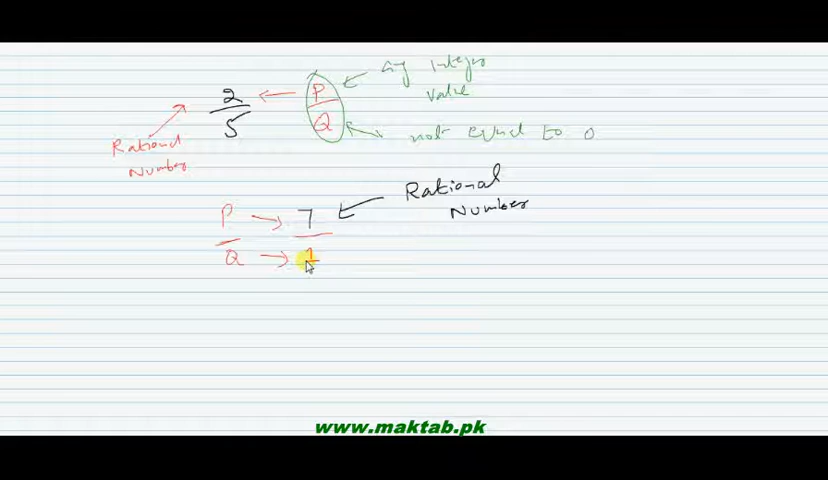 any integer
value
2
5
P
Q
not equal to 0
Rational
Number
Rational
Number
P → 7
Q → 1
www.maktab.pk